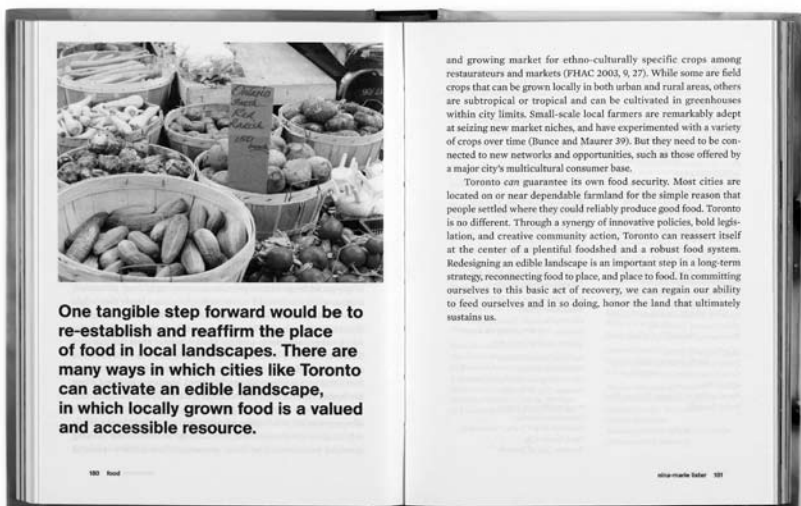 Ontario
Fresh
Red
One tangible step forward would be to
re-establish and reaffirm the place
of food in local landscapes. There are
many ways in which cities like Toronto
can activate an edible landscape,
in which locally grown food is a valued
and accessible resource.
180 food
and growing market for ethno-culturally specific crops among
restaurateurs and markets (FHAC 2003, 9, 27). While some are field
crops that can be grown locally in both urban and rural areas, others
are subtropical or tropical and can be cultivated in greenhouses
within city limits. Small-scale local farmers are remarkably adept
at seizing new market niches, and have experimented with a variety
of crops over time (Bunce and Maurer 39). But they need to be con-
nected to new networks and opportunities, such as those offered by
a major city's multicultural consumer base.
Toronto can guarantee its own food security. Most cities are
located on or near dependable farmland for the simple reason that
people settled where they could reliably produce good food. Toronto
is no different. Through a synergy of innovative policies, bold legis-
lation, and creative community action, Toronto can reassert itself
at the center of a plentiful foodshed and a robust food system.
Redesigning an edible landscape is an important step in a long-term
strategy, reconnecting food to place, and place to food. In committing
ourselves to this basic act of recovery, we can regain our ability
to feed ourselves and in so doing, honor the land that ultimately
sustains us.
nina-marie lister 181